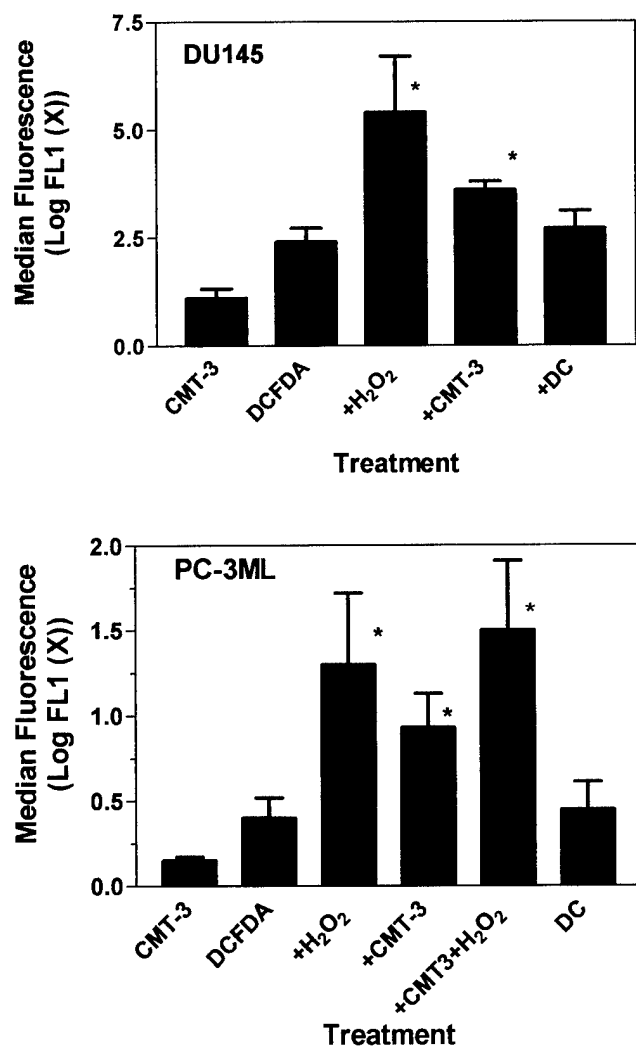 DU145
7.5
5.0
2.5
0.0
Median Fluorescence
(Log FL1 (X))
*
*
CMT-3
DCFDA
+H₂O₂
+CMT-3
+DC
Treatment
PC-3ML
2.0
1.5
1.0
0.5
0.0
Median Fluorescence
(Log FL1 (X))
*
*
*
CMT-3
DCFDA
+H₂O₂
+CMT-3
+CMT3+H₂O₂
DC
Treatment